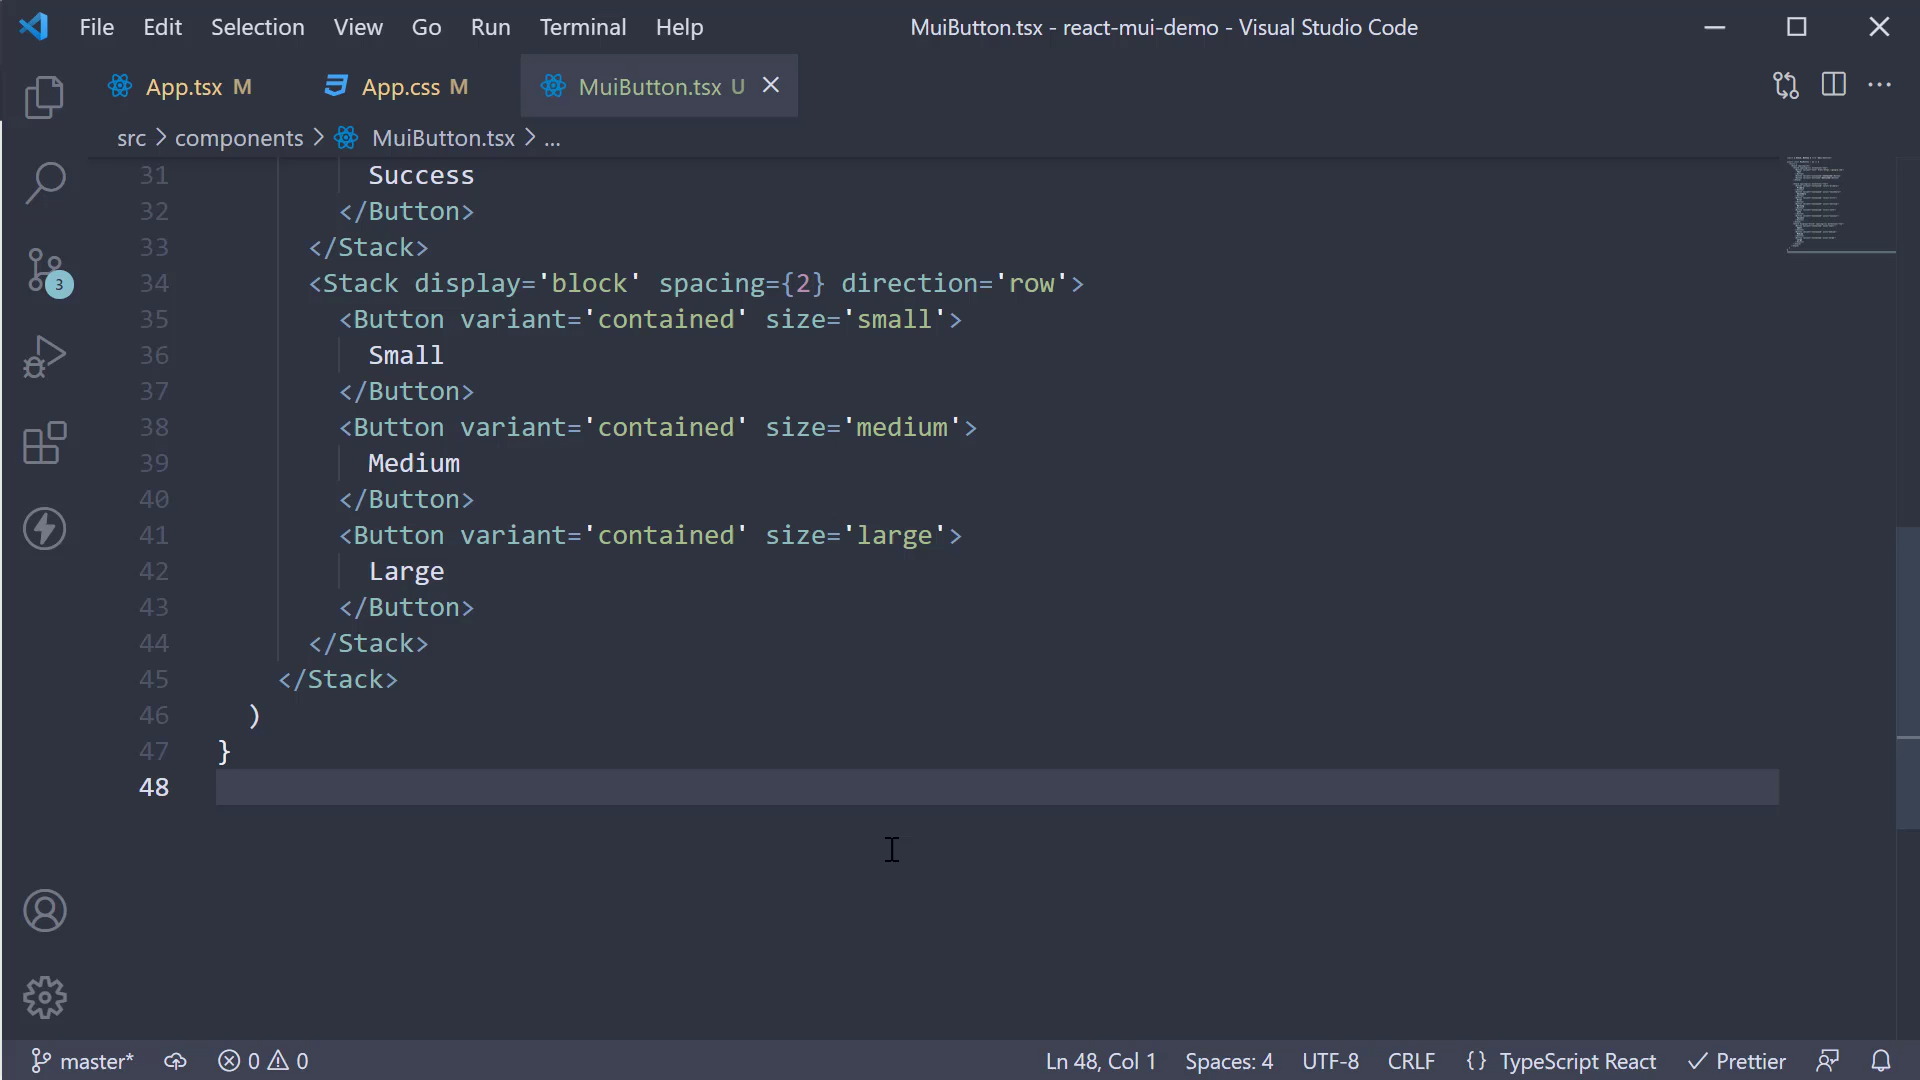 File Edit Selection View Go Run Terminal Help MuiButton.tsx - react-mui-demo - Visual Studio Code
App.tsx M App.css M MuiButton.tsx U
src > components > MuiButton.tsx > ...
31 Success
32 </Button>
33 </Stack>
34 <Stack display='block' spacing={2} direction='row'>
35 <Button variant='contained' size='small'>
36 Small
37 </Button>
38 <Button variant='contained' size='medium'>
39 Medium
40 </Button>
41 <Button variant='contained' size='large'>
42 Large
43 </Button>
44 </Stack>
45 </Stack>
46 )
47 }
48
3
master* 0 0 Ln 48, Col 1 Spaces: 4 UTF-8 CRLF {} TypeScript React Prettier